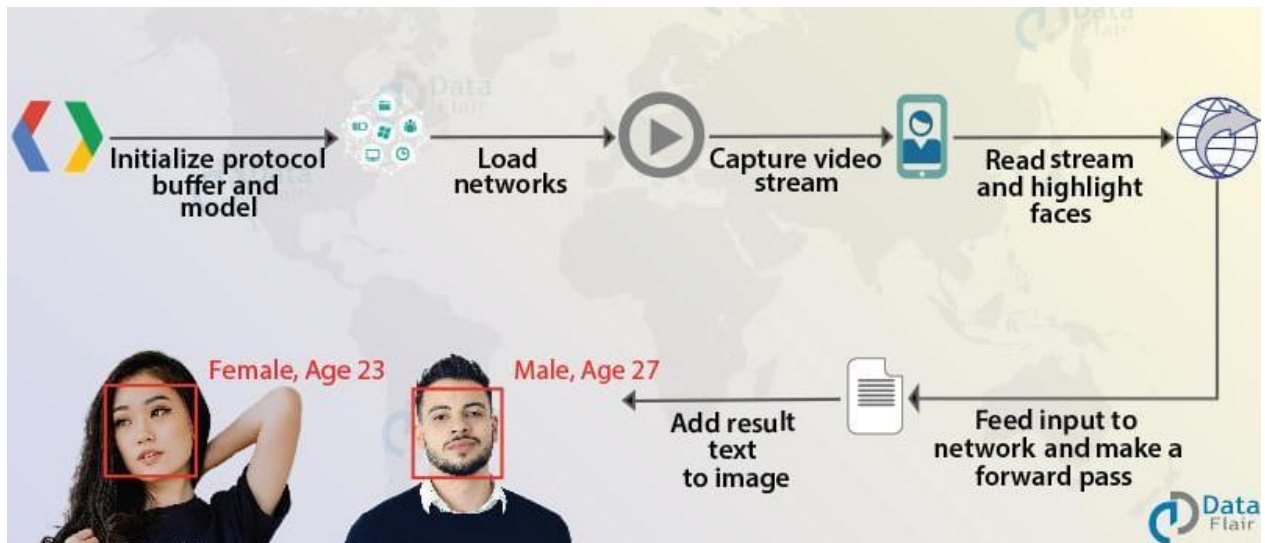 Data
Flair
Data
Flair
Initialize protocol
buffer and
model
Load
networks
Capture video
stream
Read stream
and highlight
faces
Data
Female, Age 23
Male, Age 27
Add result
text
to image
Feed input to
network and make a
forward pass
Data
Flair